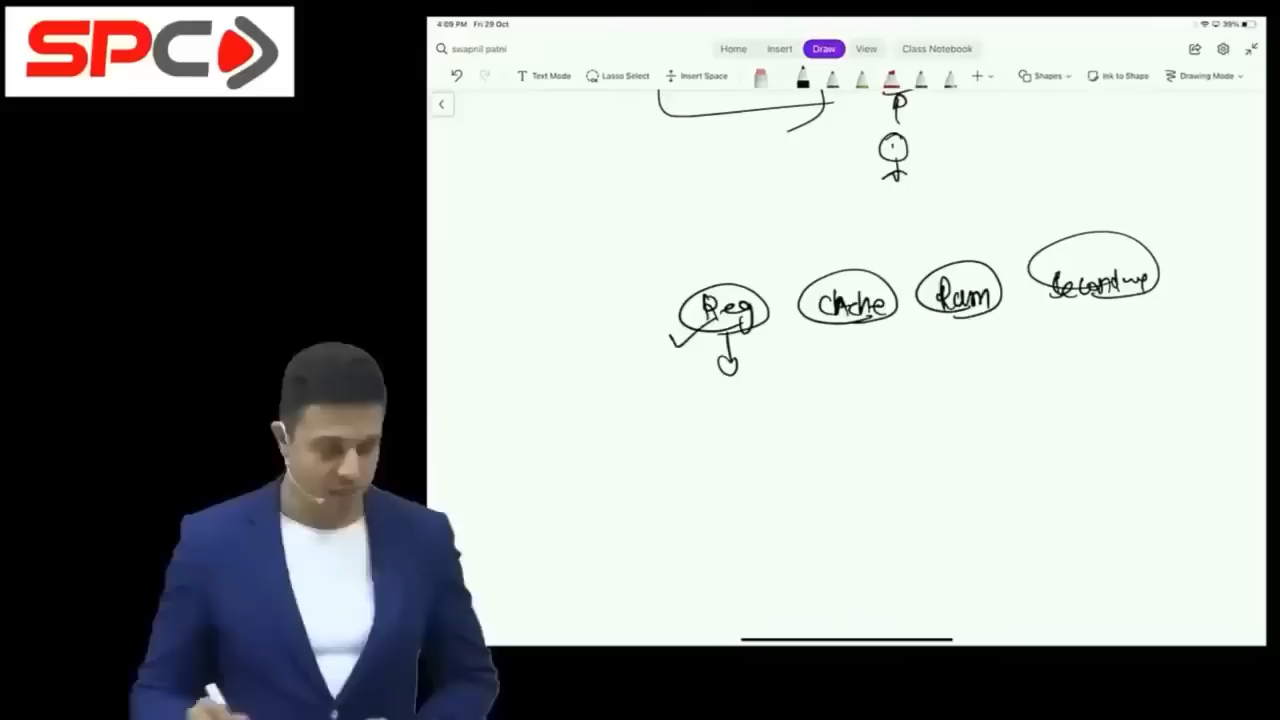 SPC
4:09 PM Fri 29 Oct
39%
swapnil patni
Home Insert Draw View Class Notebook
Text Mode Lasso Select Insert Space Shapes Ink to Shape Drawing Mode
P
Reg Cache Ram Secondary